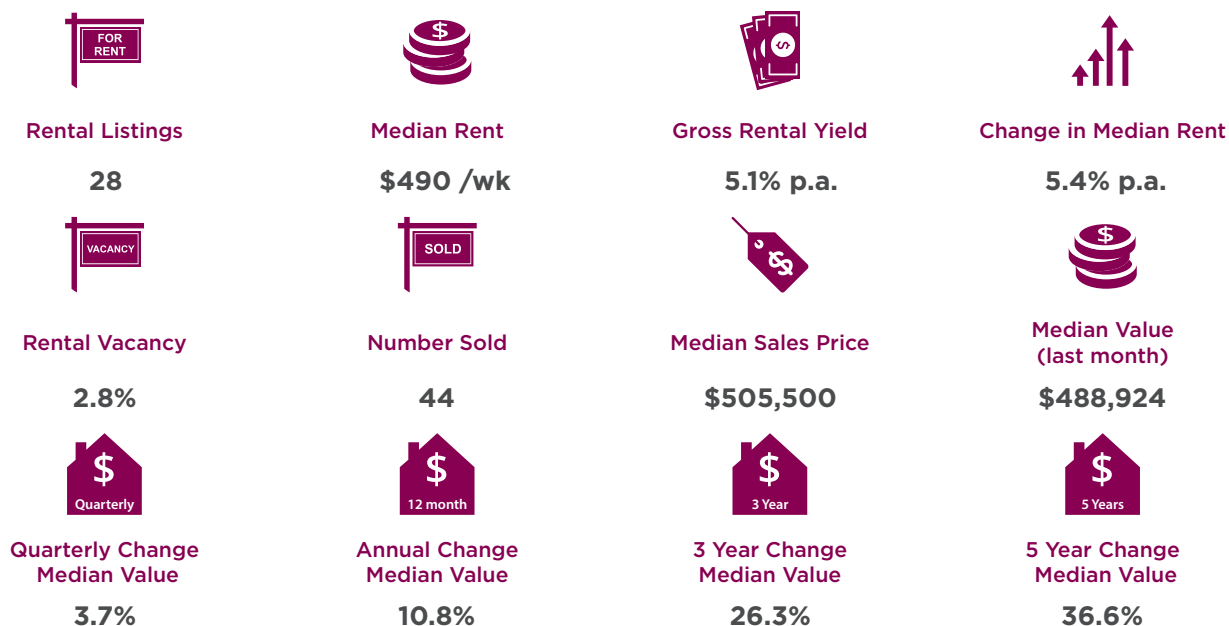 FOR
RENT
$
$
Rental Listings
Median Rent
Gross Rental Yield
Change in Median Rent
28
$490 /wk
5.1% p.a.
5.4% p.a.
VACANCY
SOLD
$
$
Rental Vacancy
Number Sold
Median Sales Price
Median Value
(last month)
2.8%
44
$505,500
$488,924
$
Quarterly
$
12 month
$
3 Year
$
5 Years
Quarterly Change
Median Value
Annual Change
Median Value
3 Year Change
Median Value
5 Year Change
Median Value
3.7%
10.8%
26.3%
36.6%